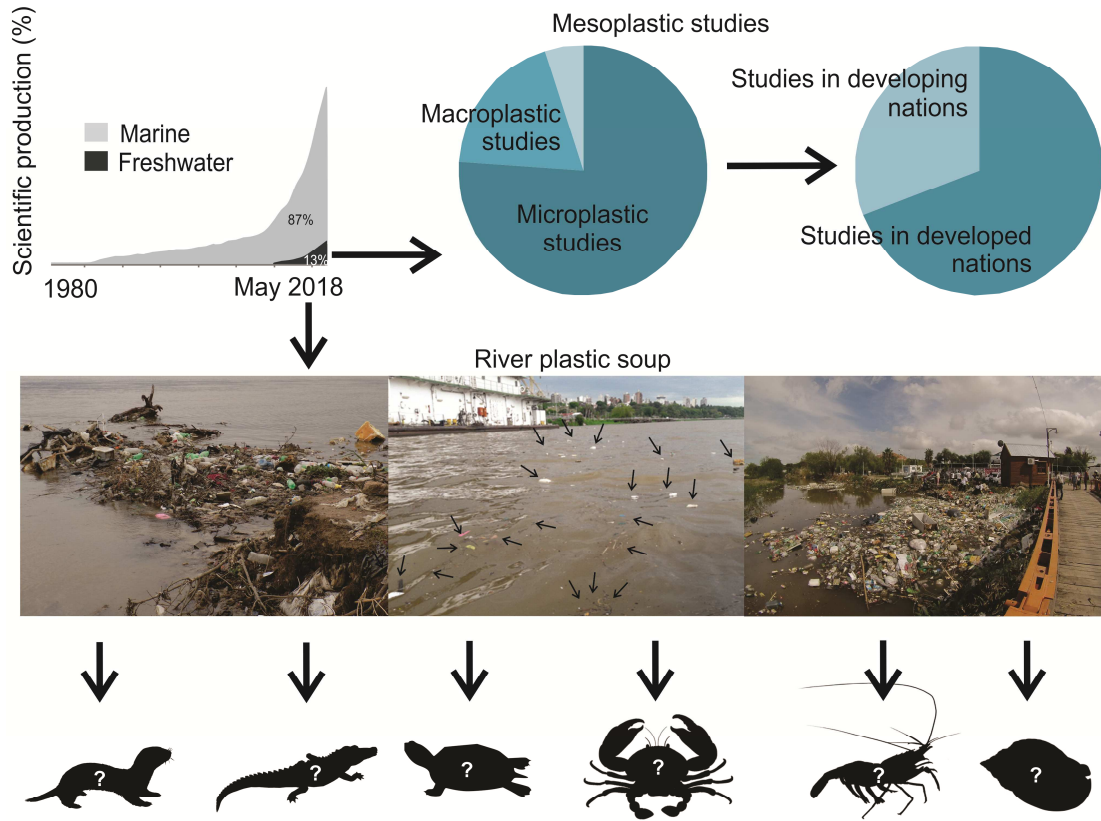 Scientific production (%)
Marine
Freshwater
87%
13%
1980
May 2018
Mesoplastic studies
Macroplastic
studies
Microplastic
studies
Studies in developing
nations
Studies in developed
nations
River plastic soup
?
?
?
?
?
?